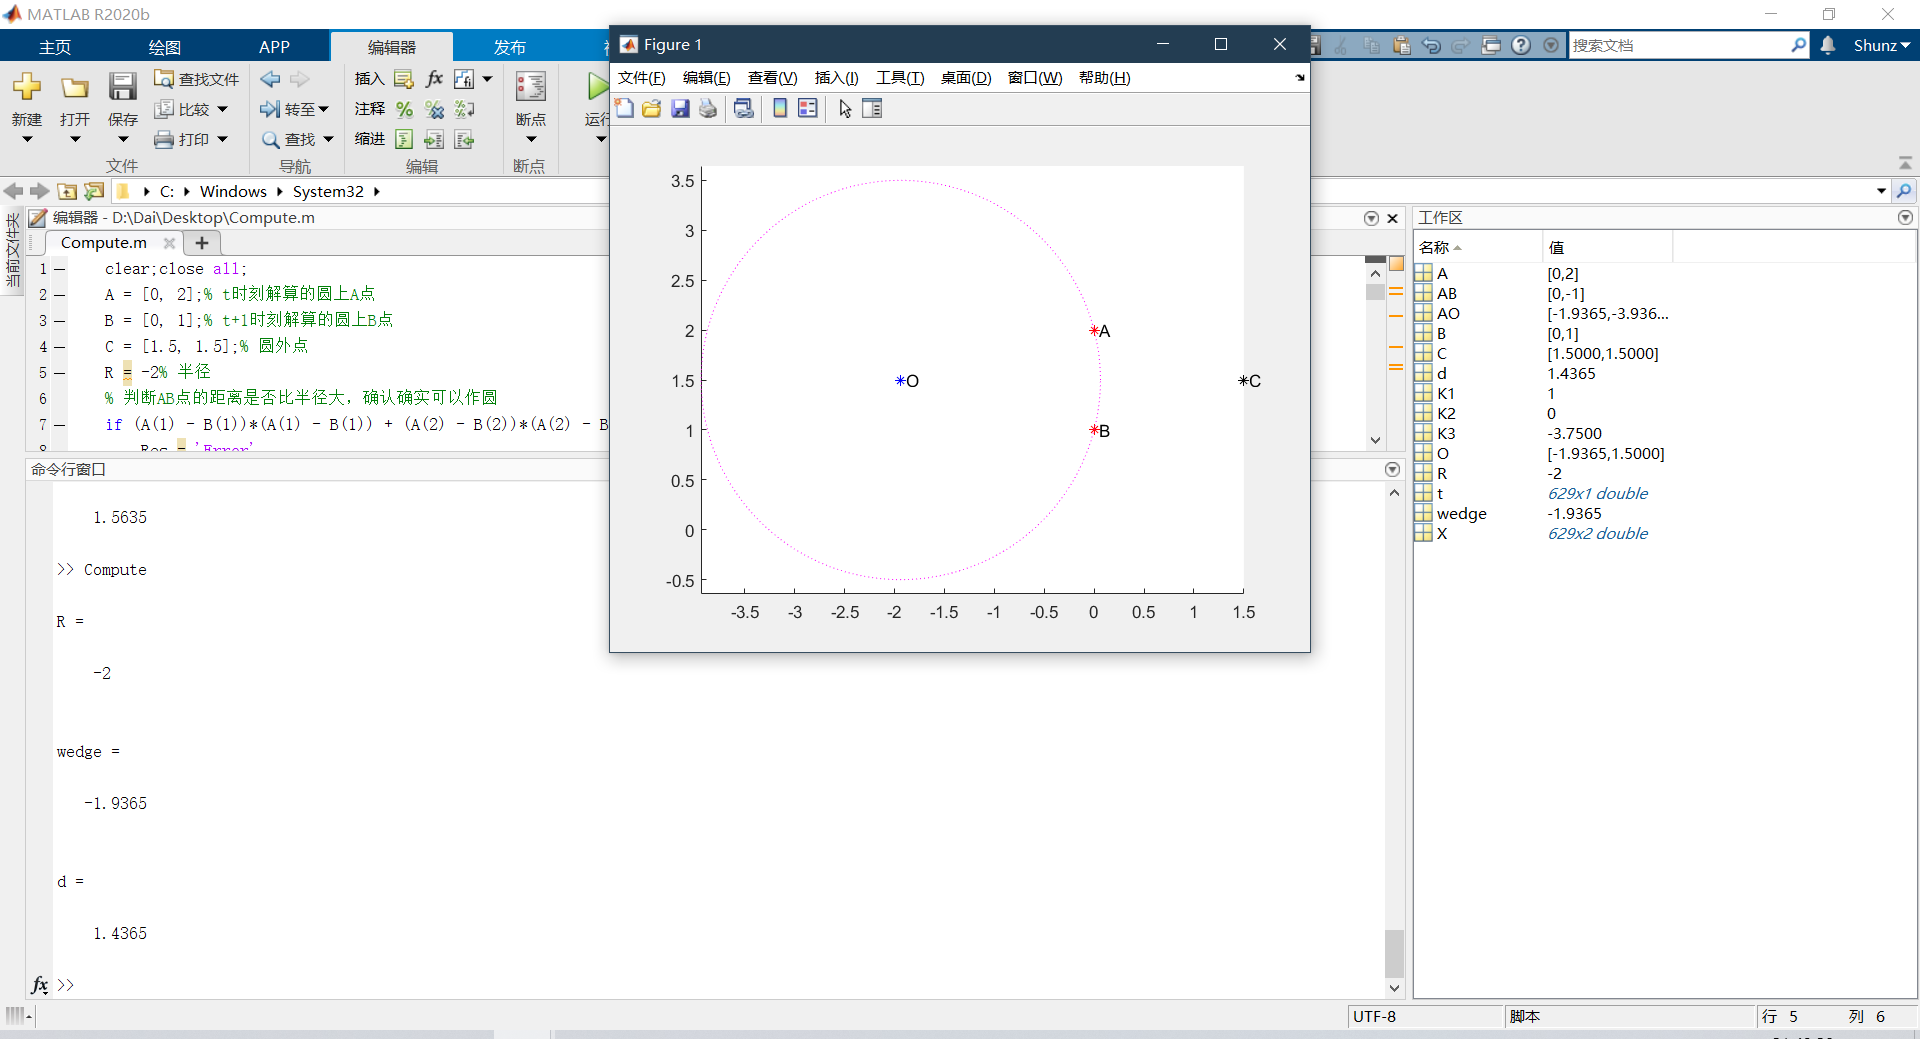 MATLAB R2020b
主页 绘图 APP 编辑器 发布
搜索文档 Shunz
新建 打开 保存 查找文件 比较 打印 文件
转至 查找 导航
插入 fx 注释 缩进 编辑
断点 断点
运行
C: Windows System32
当前文件夹
编辑器 - D:\Dai\Desktop\Compute.m
Compute.m
1 clear;close all;
2 A = [0, 2];% t时刻解算的圆上A点
3 B = [0, 1];% t+1时刻解算的圆上B点
4 C = [1.5, 1.5];% 圆外点
5 R = -2% 半径
6 % 判断AB点的距离是否比半径大，确认确实可以作圆
7 if (A(1) - B(1))*(A(1) - B(1)) + (A(2) - B(2))*(A(2) - B
8 Res = 'Error'
命令行窗口
1.5635
>> Compute
R =
-2
wedge =
-1.9365
d =
1.4365
fx >>
Figure 1
文件(F) 编辑(E) 查看(V) 插入(I) 工具(T) 桌面(D) 窗口(W) 帮助(H)
3.5
3
2.5
2
1.5
1
0.5
0
-0.5
A
O
C
B
-3.5 -3 -2.5 -2 -1.5 -1 -0.5 0 0.5 1 1.5
工作区
名称 值
A [0,2]
AB [0,-1]
AO [-1.9365,-3.936...
B [0,1]
C [1.5000,1.5000]
d 1.4365
K1 1
K2 0
K3 -3.7500
O [-1.9365,1.5000]
R -2
t 629x1 double
wedge -1.9365
X 629x2 double
UTF-8 脚本 行 5 列 6